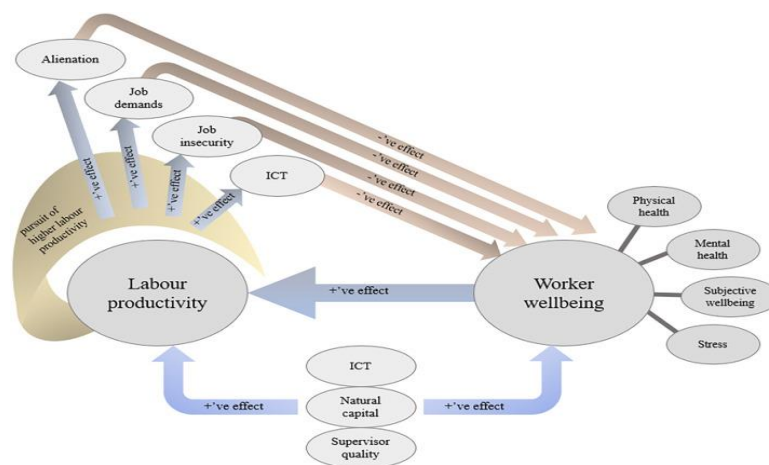 Alienation
Job
demands
Job
insecurity
ICT
+'ve effect
+'ve effect
+'ve effect
+'ve effect
-'ve effect
-'ve effect
-'ve effect
-'ve effect
pursuit of
higher labour
productivity
Labour
productivity
+'ve effect
Worker
wellbeing
Physical
health
Mental
health
Subjective
wellbeing
Stress
ICT
Natural
capital
Supervisor
quality
+'ve effect
+'ve effect